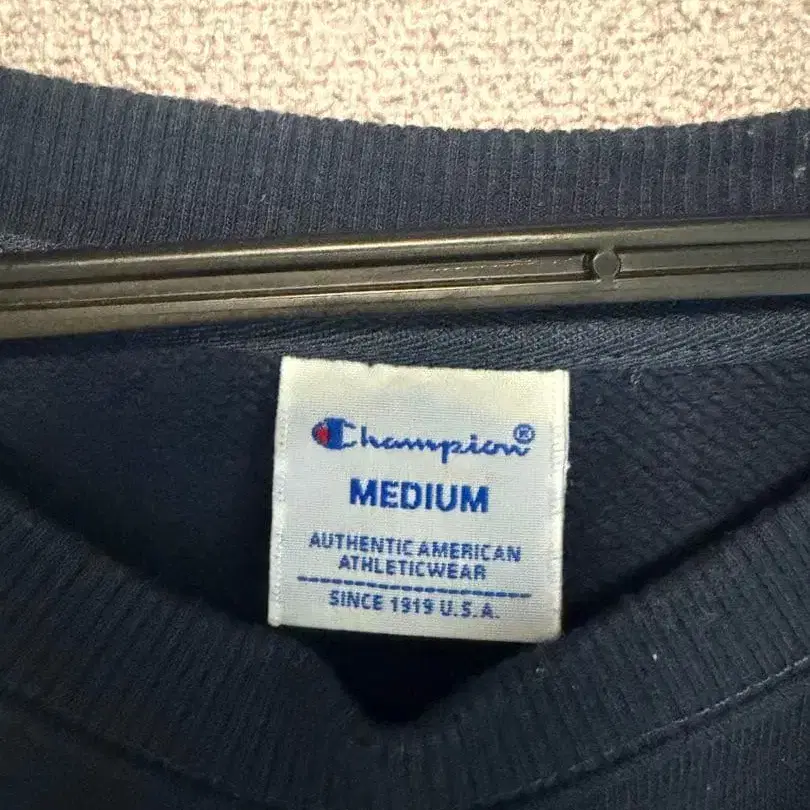 Champion®
MEDIUM
AUTHENTIC AMERICAN
ATHLETICWEAR
SINCE 1919 U.S.A.